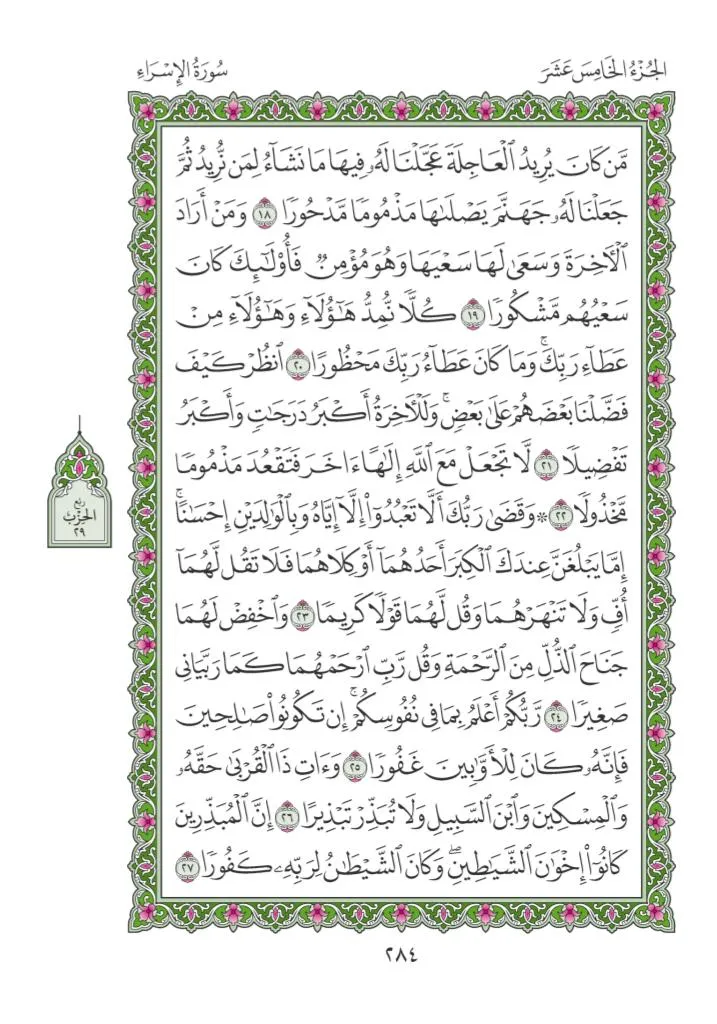 الجُزْءُ الخَامِسَ عَشَرَ
سُورَةُ الإِسْرَاءِ
مَّن كَانَ يُرِيدُ ٱلْعَاجِلَةَ عَجَّلْنَا لَهُۥ فِيهَا مَا نَشَآءُ لِمَن نُّرِيدُ ثُمَّ
جَعَلْنَا لَهُۥ جَهَنَّمَ يَصْلَىٰهَا مَذْمُومًا مَّدْحُورًا ١٨ وَمَنْ أَرَادَ
ٱلْأَخِرَةَ وَسَعَىٰ لَهَا سَعْيَهَا وَهُوَ مُؤْمِنٌ فَأُو۟لَـٰٓئِكَ كَانَ
سَعْيُهُم مَّشْكُورًا ١٩ كُلًّا نُّمِدُّ هَـٰٓؤُلَآءِ وَهَـٰٓؤُلَآءِ مِنْ
عَطَآءِ رَبِّكَ ۚ وَمَا كَانَ عَطَآءُ رَبِّكَ مَحْظُورًا ٢٠ ٱنظُرْ كَيْفَ
فَضَّلْنَا بَعْضَهُمْ عَلَىٰ بَعْضٍ ۚ وَلَلْأَخِرَةُ أَكْبَرُ دَرَجَـٰتٍ وَأَكْبَرُ
تَفْضِيلًا ٢١ لَّا تَجْعَلْ مَعَ ٱللَّهِ إِلَـٰهًا ءَاخَرَ فَتَقْعُدَ مَذْمُومًا
مَّخْذُولًا ٢٢ ۞ وَقَضَىٰ رَبُّكَ أَلَّا تَعْبُدُوٓا۟ إِلَّآ إِيَّاهُ وَبِٱلْوَٰلِدَيْنِ إِحْسَـٰنًا ۚ
إِمَّا يَبْلُغَنَّ عِندَكَ ٱلْكِبَرَ أَحَدُهُمَآ أَوْ كِلَاهُمَا فَلَا تَقُل لَّهُمَآ
أُفٍّ وَلَا تَنْهَرْهُمَا وَقُل لَّهُمَا قَوْلًا كَرِيمًا ٢٣ وَٱخْفِضْ لَهُمَا
جَنَاحَ ٱلذُّلِّ مِنَ ٱلرَّحْمَةِ وَقُل رَّبِّ ٱرْحَمْهُمَا كَمَا رَبَّيَانِى
صَغِيرًا ٢٤ رَّبُّكُمْ أَعْلَمُ بِمَا فِى نُفُوسِكُمْ ۚ إِن تَكُونُوا۟ صَـٰلِحِينَ
فَإِنَّهُۥ كَانَ لِلْأَوَّٰبِينَ غَفُورًا ٢٥ وَءَاتِ ذَا ٱلْقُرْبَىٰ حَقَّهُۥ
وَٱلْمِسْكِينَ وَٱبْنَ ٱلسَّبِيلِ وَلَا تُبَذِّرْ تَبْذِيرًا ٢٦ إِنَّ ٱلْمُبَذِّرِينَ
كَانُوٓا۟ إِخْوَٰنَ ٱلشَّيَـٰطِينِ ۖ وَكَانَ ٱلشَّيْطَـٰنُ لِرَبِّهِۦ كَفُورًا ٢٧
ربع
الحِزْب
٢٩
٢٨٤